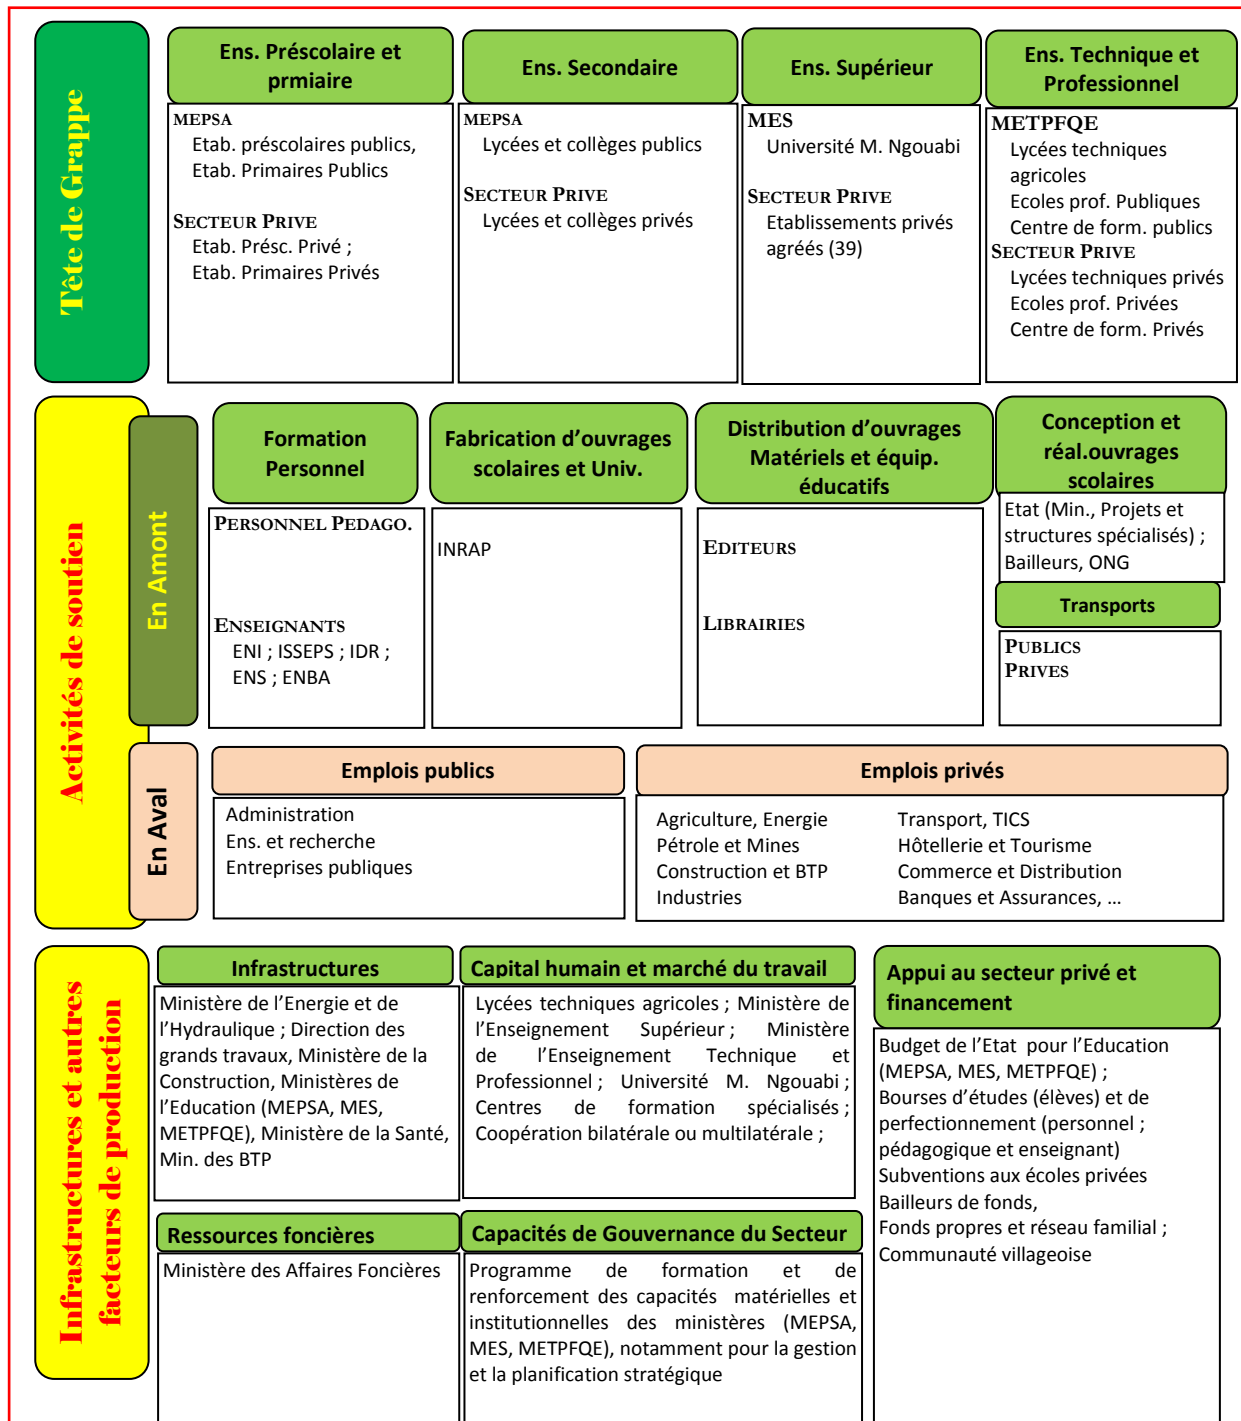 Tête de Grappe
Ens. Préscolaire et
prmiaire
MEPSA
Etab. préscolaires publics,
Etab. Primaires Publics
SECTEUR PRIVE
Etab. Présc. Privé ;
Etab. Primaires Privés
Ens. Secondaire
MEPSA
Lycées et collèges publics
SECTEUR PRIVE
Lycées et collèges privés
Ens. Supérieur
MES
Université M. Ngouabi
SECTEUR PRIVE
Etablissements privés
agréés (39)
Ens. Technique et
Professionnel
METPFQE
Lycées techniques
agricoles
Ecoles prof. Publiques
Centre de form. publics
SECTEUR PRIVE
Lycées techniques privés
Ecoles prof. Privées
Centre de form. Privés
Activités de soutien
En Amont
Formation
Personnel
PERSONNEL PEDAGO.
ENSEIGNANTS
ENI ; ISSEPS ; IDR ;
ENS ; ENBA
Fabrication d’ouvrages
scolaires et Univ.
INRAP
Distribution d’ouvrages
Matériels et équip.
éducatifs
EDITEURS
LIBRAIRIES
Conception et
réal.ouvrages
scolaires
Etat (Min., Projets et
structures spécialisés) ;
Bailleurs, ONG
Transports
PUBLICS
PRIVES
En Aval
Emplois publics
Administration
Ens. et recherche
Entreprises publiques
Emplois privés
Agriculture, Energie
Pétrole et Mines
Construction et BTP
Industries
Transport, TICS
Hôtellerie et Tourisme
Commerce et Distribution
Banques et Assurances, …
Infrastructures et autres
facteurs de production
Infrastructures
Ministère de l’Energie et de
l’Hydraulique ; Direction des
grands travaux, Ministère de la
Construction, Ministères de
l’Education (MEPSA, MES,
METPFQE), Ministère de la Santé,
Min. des BTP
Capital humain et marché du travail
Lycées techniques agricoles ; Ministère de
l’Enseignement Supérieur ; Ministère
de l’Enseignement Technique et
Professionnel ; Université M. Ngouabi ;
Centres de formation spécialisés ;
Coopération bilatérale ou multilatérale ;
Appui au secteur privé et
financement
Budget de l’Etat pour l’Education
(MEPSA, MES, METPFQE) ;
Bourses d’études (élèves) et de
perfectionnement (personnel ;
pédagogique et enseignant)
Subventions aux écoles privées
Bailleurs de fonds,
Fonds propres et réseau familial ;
Communauté villageoise
Ressources foncières
Ministère des Affaires Foncières
Capacités de Gouvernance du Secteur
Programme de formation et de
renforcement des capacités matérielles et
institutionnelles des ministères (MEPSA,
MES, METPFQE), notamment pour la gestion
et la planification stratégique